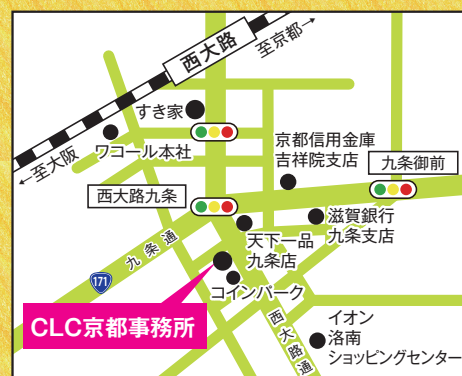 西大路
至京都→
すき家
ワコール本社
←至大阪
京都信用金庫
吉祥院支店
九条御前
西大路九条
滋賀銀行
九条支店
天下一品
九条店
九条通
171
コインパーク
CLC京都事務所
西大路通
イオン
洛南
ショッピングセンター